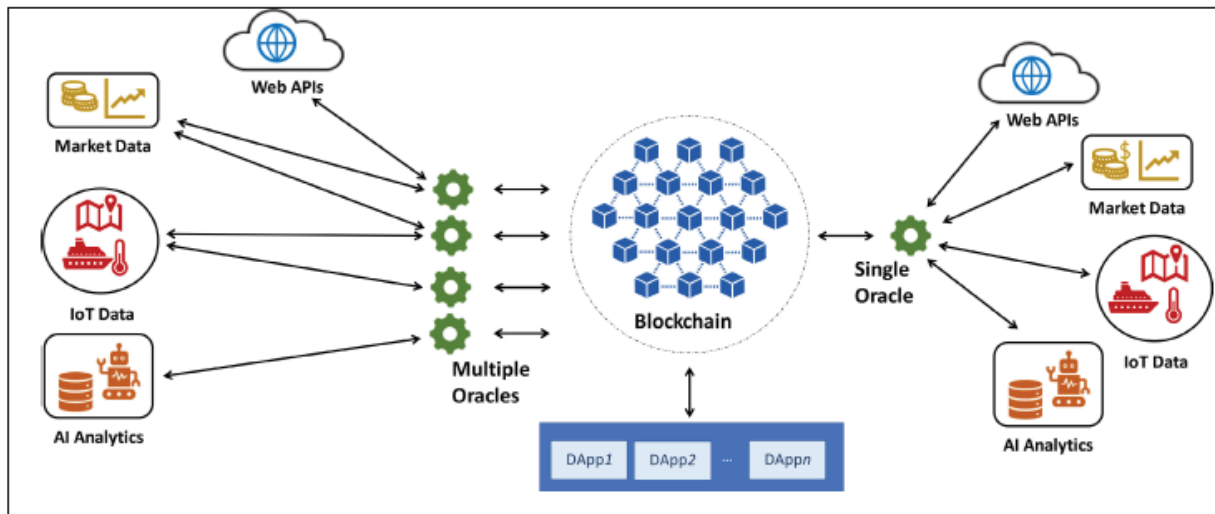 Web APIs
Market Data
IoT Data
AI Analytics
Multiple
Oracles
Blockchain
DApp1
DApp2
...
DAppn
Single
Oracle
Web APIs
Market Data
IoT Data
AI Analytics